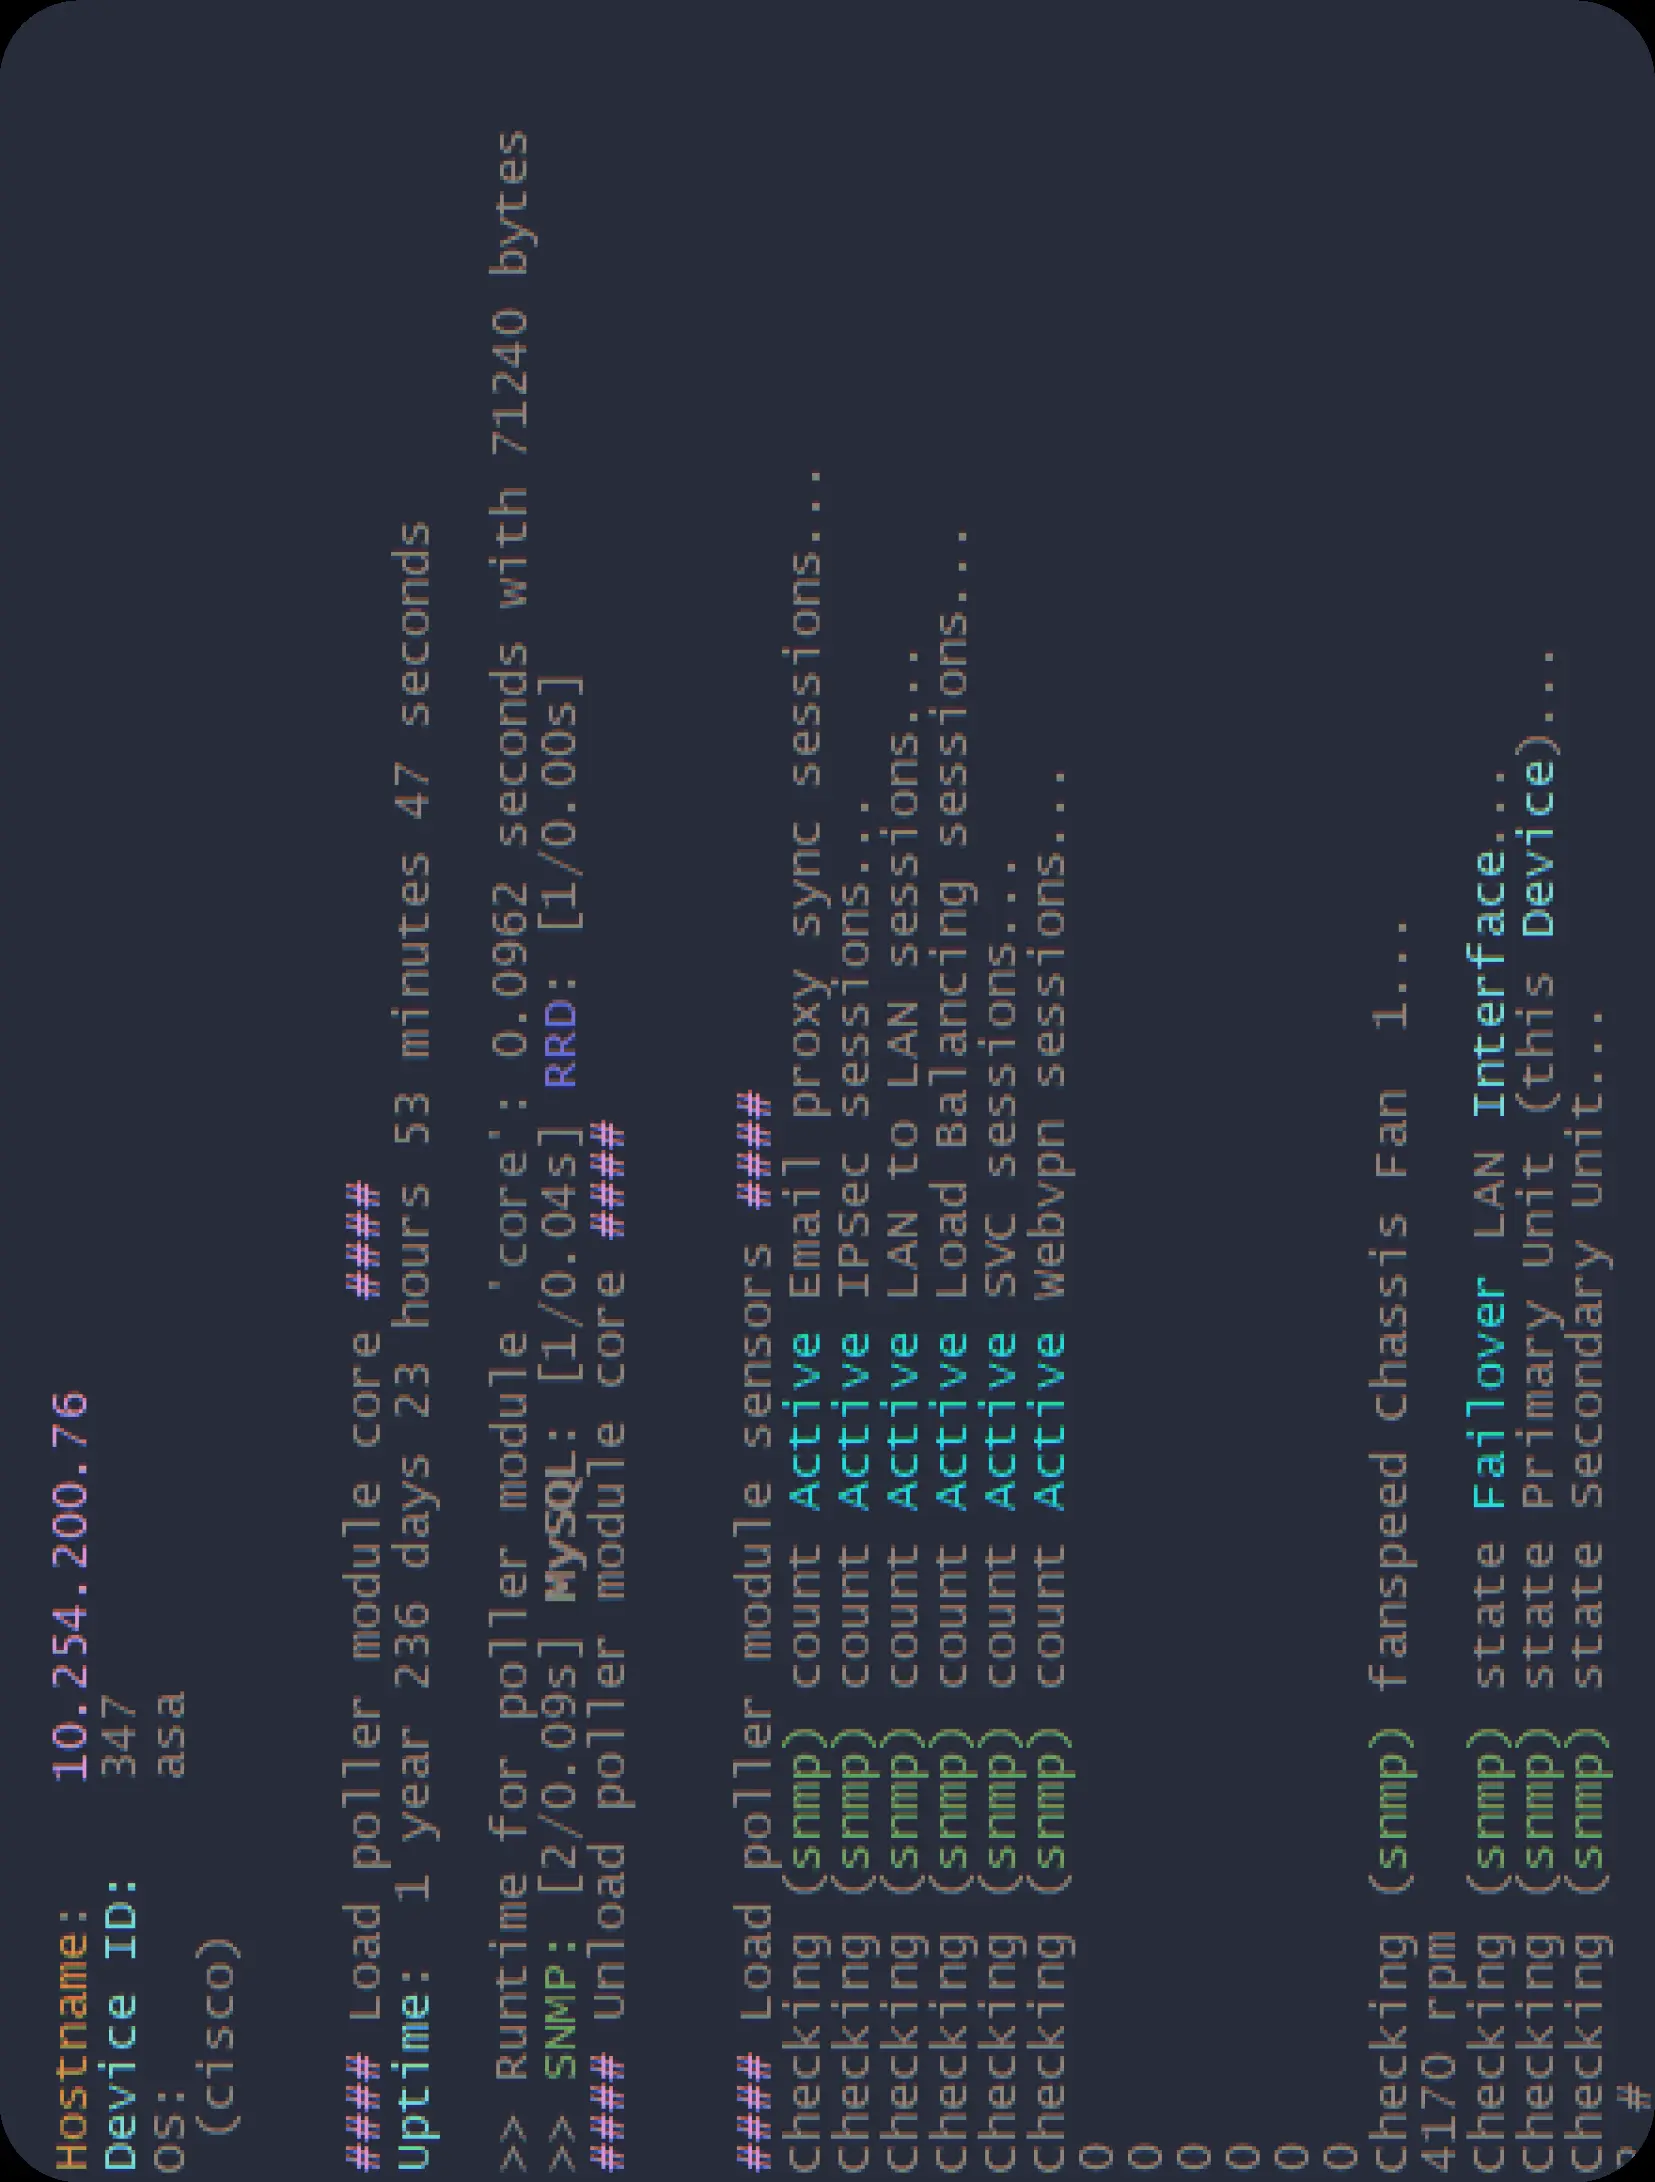 Hostname: 10.254.200.76
Device ID: 347
OS: asa
(cisco)
#### Load poller module core ####
Uptime: 1 year 236 days 23 hours 53 minutes 47 seconds
>> Runtime for poller module 'core': 0.0962 seconds with 71240 bytes
>> SNMP: [2/0.09s] MySQL: [1/0.04s] RRD: [1/0.00s]
#### Unload poller module core ####
#### Load poller module sensors ####
Checking (snmp) count Active Email proxy sync sessions...
Checking (snmp) count Active IPSec sessions...
Checking (snmp) count Active LAN to LAN sessions...
Checking (snmp) count Active Load Balancing sessions...
Checking (snmp) count Active SVC sessions...
Checking (snmp) count Active Webvpn sessions...
0
0
0
0
0
0
Checking (snmp) fanspeed chassis Fan 1...
4170 rpm
Checking (snmp) state Failover LAN Interface...
Checking (snmp) state Primary unit (this Device)...
Checking (snmp) state Secondary unit...
#